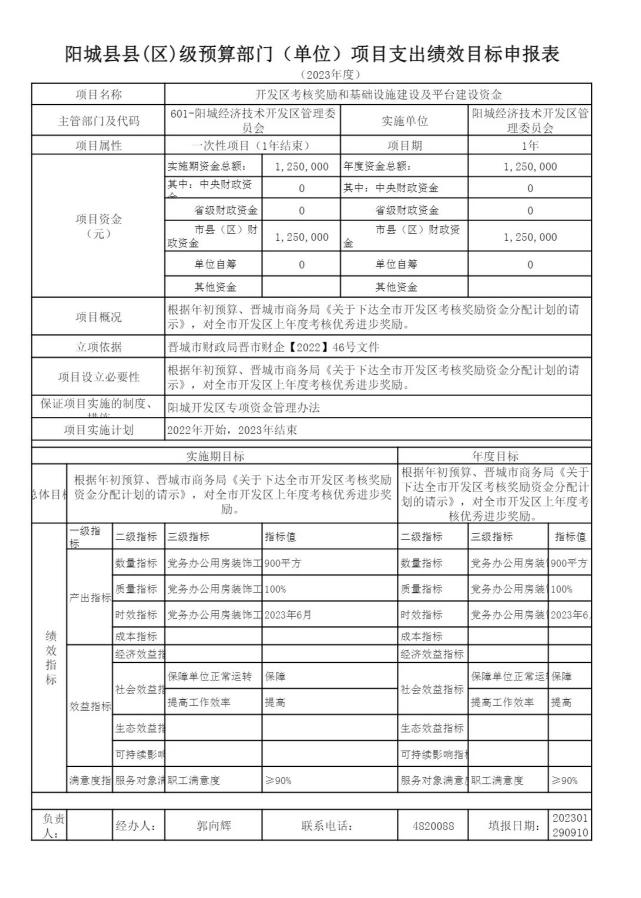 阳城县县(区)级预算部门（单位）项目支出绩效目标申报表
（2023年度）
项目名称 开发区考核奖励和基础设施建设及平台建设资金
主管部门及代码 601-阳城经济技术开发区管理委员会 实施单位 阳城经济技术开发区管理委员会
项目属性 一次性项目（1年结束） 项目期 1年
项目资金（元） 实施期资金总额： 1,250,000 年度资金总额： 1,250,000
其中：中央财政资 0 其中：中央财政资金 0
省级财政资金 0 省级财政资金 0
市县（区）财政资金 1,250,000 市县（区）财政资金 1,250,000
单位自筹 0 单位自筹 0
其他资金 其他资金
项目概况 根据年初预算、晋城市商务局《关于下达全市开发区考核奖励资金分配计划的请
示》，对全市开发区上年度考核优秀进步奖励。
立项依据 晋城市财政局晋市财企【2022】46号文件
项目设立必要性 根据年初预算、晋城市商务局《关于下达全市开发区考核奖励资金分配计划的请
示》，对全市开发区上年度考核优秀进步奖励。
保证项目实施的制度、 阳城开发区专项资金管理办法
项目实施计划 2022年开始，2023年结束
实施期目标 年度目标
总体目标 根据年初预算、晋城市商务局《关于下达全市开发区考核奖励
资金分配计划的请示》，对全市开发区上年度考核优秀进步奖
励。
根据年初预算、晋城市商务局《关于
下达全市开发区考核奖励资金分配计
划的请示》，对全市开发区上年度考
核优秀进步奖励。
绩效指标
一级指标 二级指标 三级指标 指标值 二级指标 三级指标 指标值
产出指标
数量指标 党务办公用房装饰工 900平方 数量指标 党务办公用房装 900平方
质量指标 党务办公用房装饰工 100% 质量指标 党务办公用房装 100%
时效指标 党务办公用房装饰工 2023年6月 时效指标 党务办公用房装 2023年6
成本指标 成本指标
效益指标
经济效益指 经济效益指标
社会效益指 保障单位正常运转 保障 社会效益指标 保障单位正常运 保障
提高工作效率 提高 提高工作效率 提高
生态效益指 生态效益指标
可持续影响 可持续影响指
满意度指 服务对象满 职工满意度 ≥90% 服务对象满意 职工满意度 ≥90%
负责人： 经办人： 郭向辉 联系电话： 4820088 填报日期： 202301290910